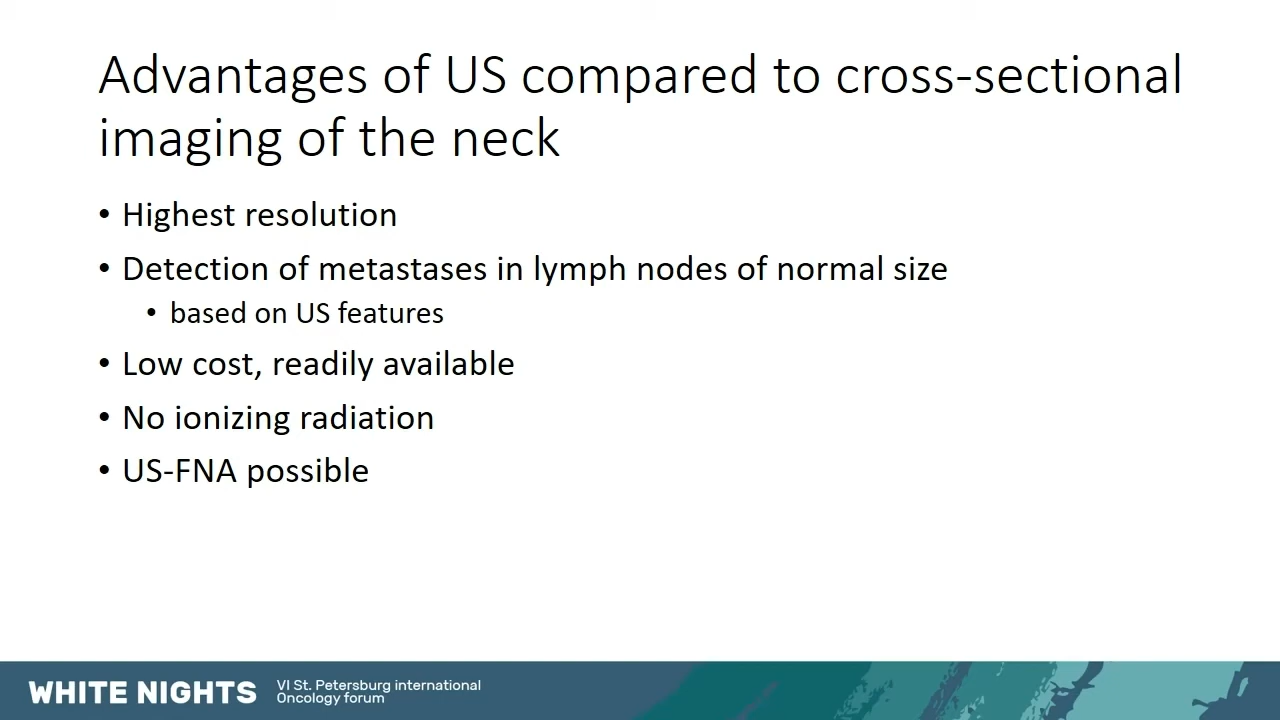 Advantages of US compared to cross-sectional
imaging of the neck
• Highest resolution
• Detection of metastases in lymph nodes of normal size
• based on US features
• Low cost, readily available
• No ionizing radiation
• US-FNA possible
WHITE NIGHTS
VI St. Petersburg international
Oncology forum